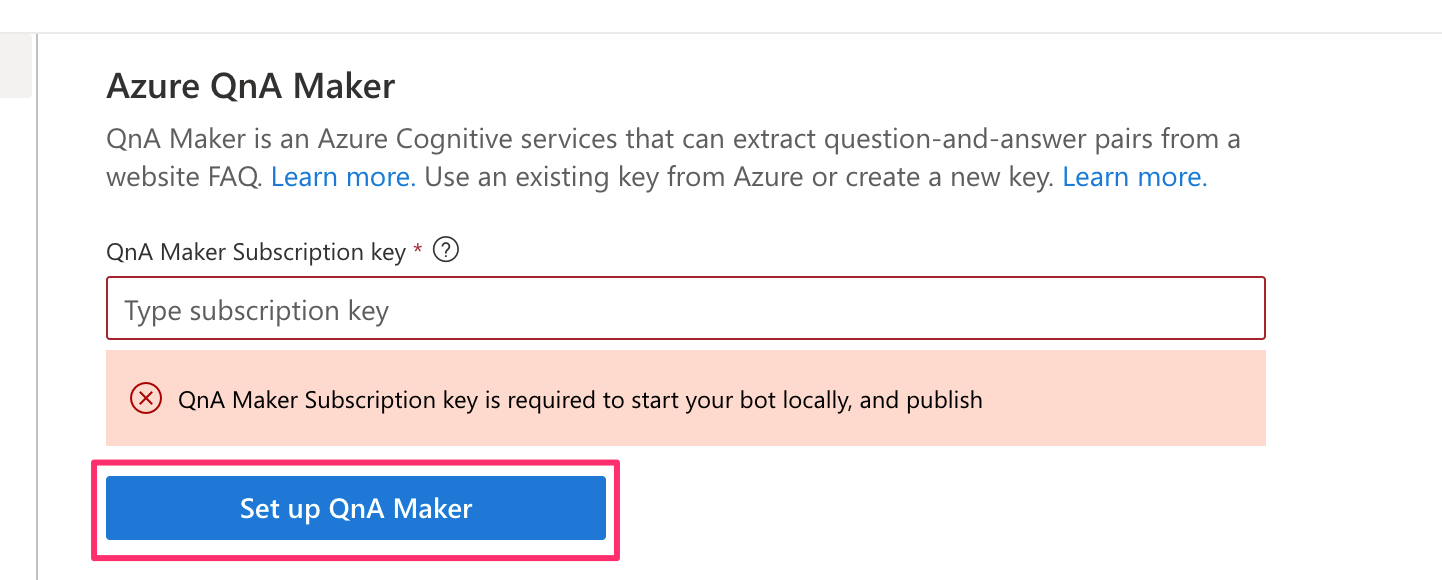 Azure QnA Maker
QnA Maker is an Azure Cognitive services that can extract question-and-answer pairs from a
website FAQ. Learn more. Use an existing key from Azure or create a new key. Learn more.
QnA Maker Subscription key * ?
Type subscription key
QnA Maker Subscription key is required to start your bot locally, and publish
Set up QnA Maker